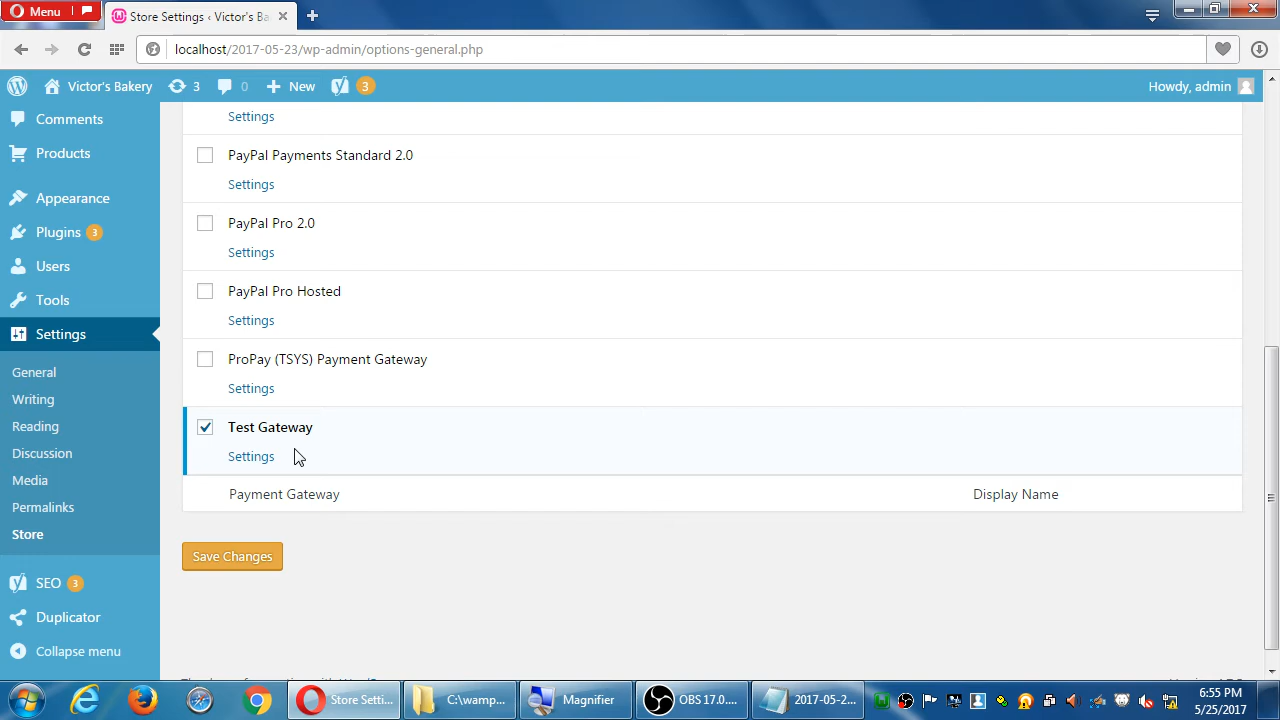 Menu
Store Settings ‹ Victor's Ba
localhost/2017-05-23/wp-admin/options-general.php
Victor's Bakery
3
0
New
3
Howdy, admin
Comments
Products
Appearance
Plugins 3
Users
Tools
Settings
General
Writing
Reading
Discussion
Media
Permalinks
Store
SEO 3
Duplicator
Collapse menu
Settings
PayPal Payments Standard 2.0
Settings
PayPal Pro 2.0
Settings
PayPal Pro Hosted
Settings
ProPay (TSYS) Payment Gateway
Settings
Test Gateway
Settings
Payment Gateway Display Name
Save Changes
Store Setti...
C:\wamp...
Magnifier
OBS 17.0....
2017-05-2...
6:55 PM
5/25/2017